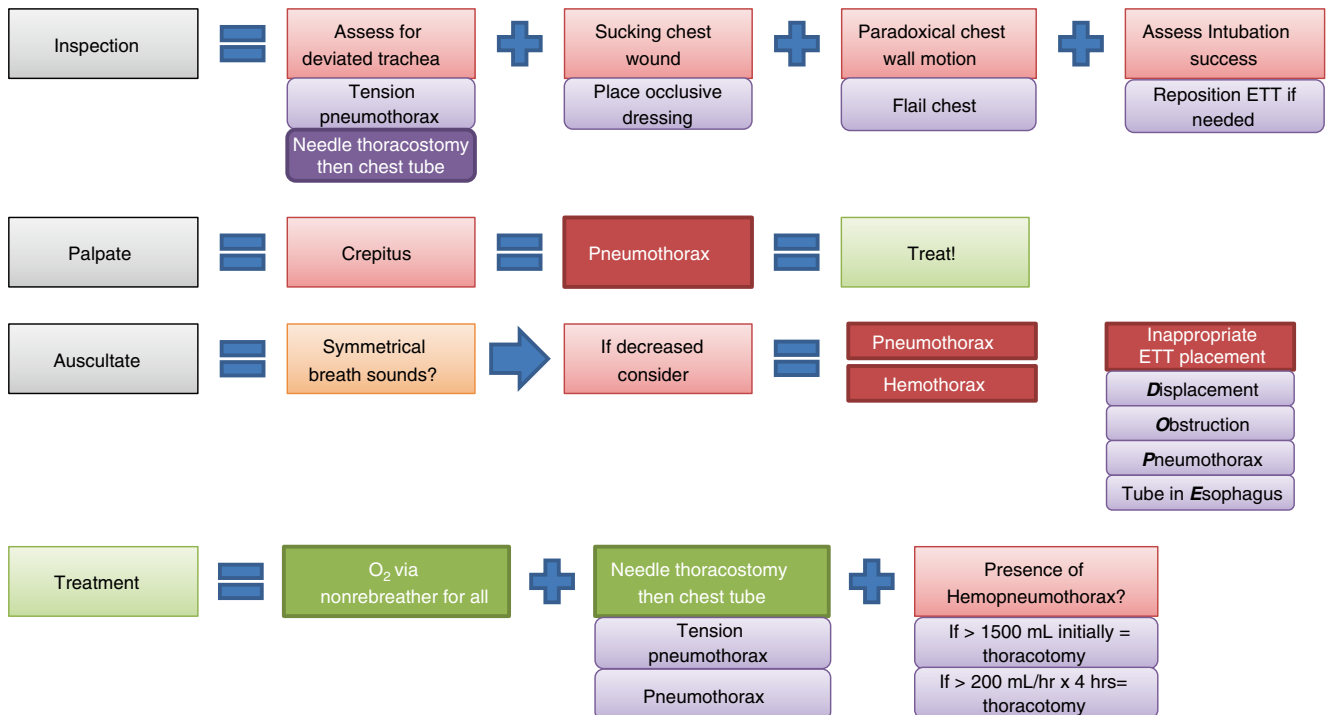 Inspection
Assess for
deviated trachea
Tension
pneumothorax
Needle thoracostomy
then chest tube
Sucking chest
wound
Place occlusive
dressing
Paradoxical chest
wall motion
Flail chest
Assess Intubation
success
Reposition ETT if
needed
Palpate
Crepitus
Pneumothorax
Treat!
Auscultate
Symmetrical
breath sounds?
If decreased
consider
Pneumothorax
Hemothorax
Inappropriate
ETT placement
Displacement
Obstruction
Pneumothorax
Tube in Esophagus
Treatment
O₂ via
nonrebreather for all
Needle thoracostomy
then chest tube
Tension
pneumothorax
Pneumothorax
Presence of
Hemopneumothorax?
If > 1500 mL initially =
thoracotomy
If > 200 mL/hr x 4 hrs=
thoracotomy